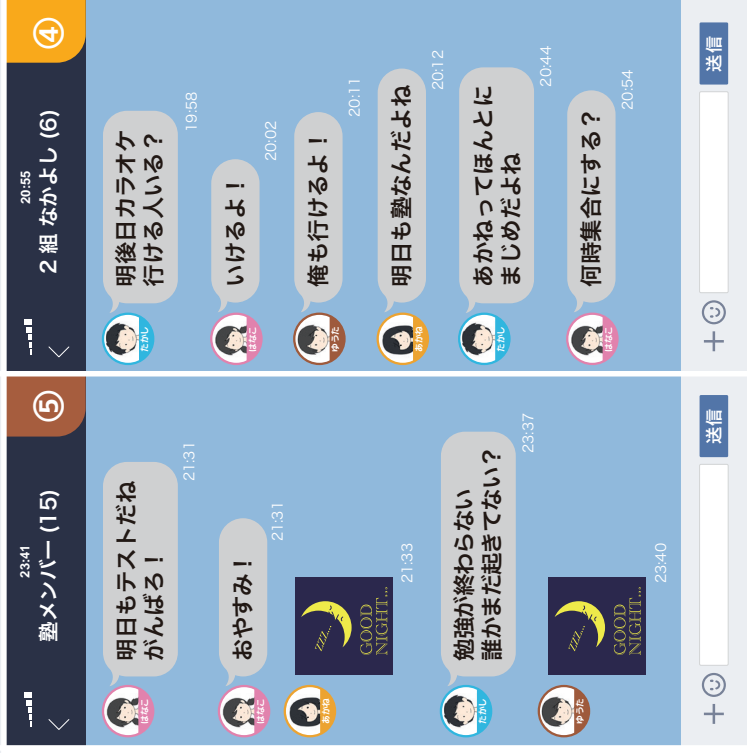 ④
20:55
2 組 なかよし (6)
明後日カラオケ
行ける人いる？
たかし
19:58
いけるよ！
はなこ
20:02
俺も行けるよ！
ゆうた
20:11
明日も塾なんだよね
あかね
20:12
あかねってほんとに
まじめだよね
たかし
20:44
何時集合にする？
はなこ
20:54
送信
⑤
23:41
塾メンバー (15)
明日もテストだね
がんばろ！
はなこ
21:31
おやすみ！
はなこ
21:31
ZZZ...
GOOD
NIGHT...
あかね
21:33
勉強が終わらない
誰かまだ起きてない？
たかし
23:37
ZZZ...
GOOD
NIGHT...
ゆうた
23:40
送信